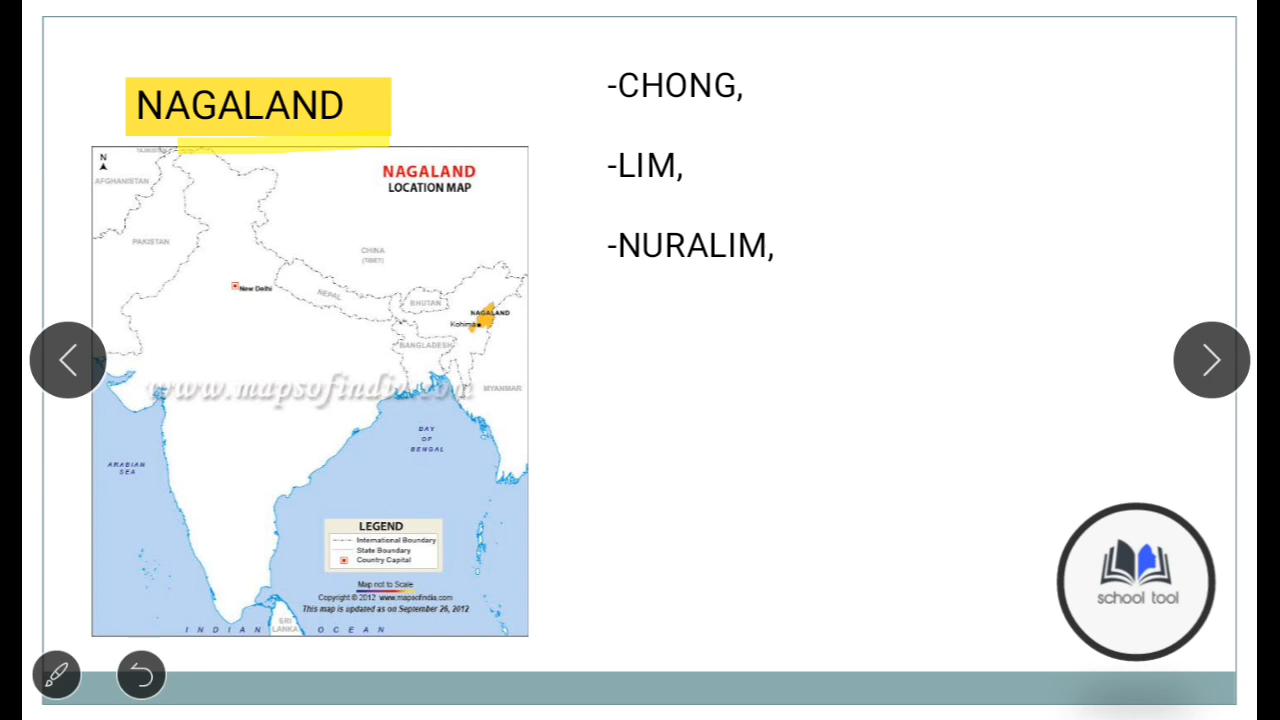 NAGALAND
-CHONG,
-LIM,
-NURALIM,
N
TAJIKISTAN
AFGHANISTAN
NAGALAND
LOCATION MAP
PAKISTAN
CHINA
(TIBET)
New Delhi
NEPAL
BHUTAN
NAGALAND
Kohima
BANGLADESH
www.mapsofindia.com
MYANMAR
BAY
OF
BENGAL
ARABIAN
SEA
LEGEND
International Boundary
State Boundary
Country Capital
Map not to Scale
Copyright © 2012 www.mapsofindia.com
This map is updated as on September 26, 2012
SRI
LANKA
INDIAN OCEAN
school tool